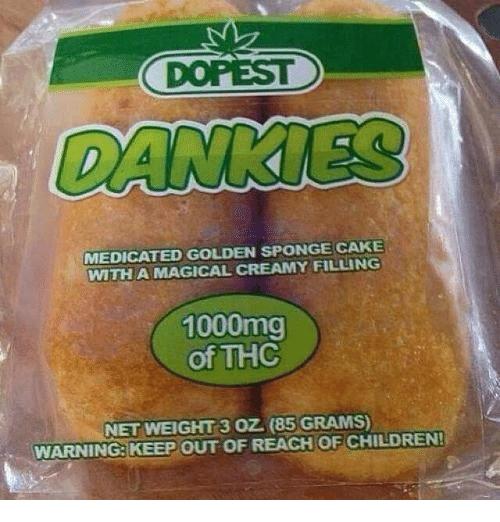 DOPEST
DANKIES
MEDICATED GOLDEN SPONGE CAKE
WITH A MAGICAL CREAMY FILLING
1000mg
of THC
NET WEIGHT 3 OZ. (85 GRAMS)
WARNING: KEEP OUT OF REACH OF CHILDREN!